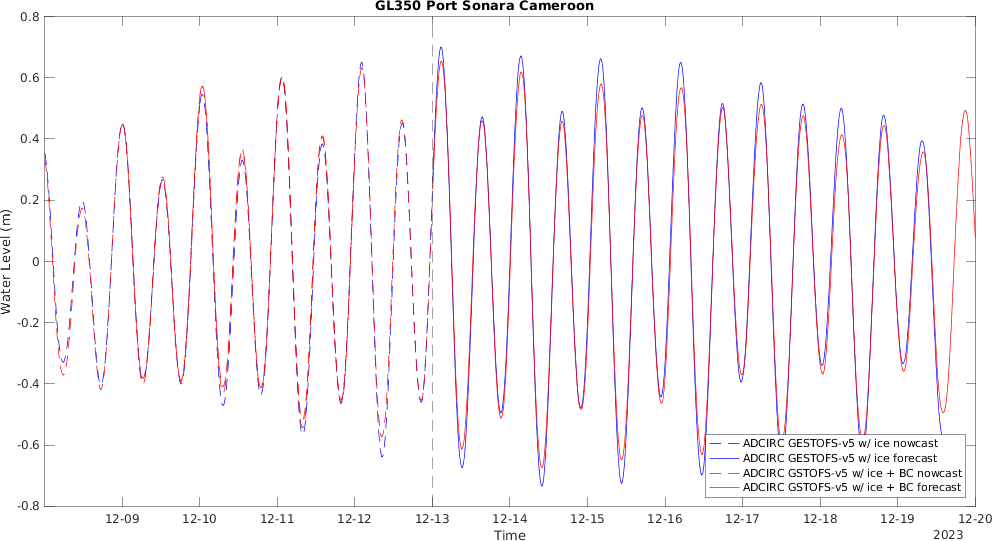 GL350 Port Sonara Cameroon
Water Level (m)
0.8
0.6
0.4
0.2
0
-0.2
-0.4
-0.6
-0.8
12-09 12-10 12-11 12-12 12-13 12-14 12-15 12-16 12-17 12-18 12-19 12-20
Time
2023
ADCIRC GESTOFS-v5 w/ ice nowcast
ADCIRC GESTOFS-v5 w/ ice forecast
ADCIRC GSTOFS-v5 w/ ice + BC nowcast
ADCIRC GSTOFS-v5 w/ ice + BC forecast